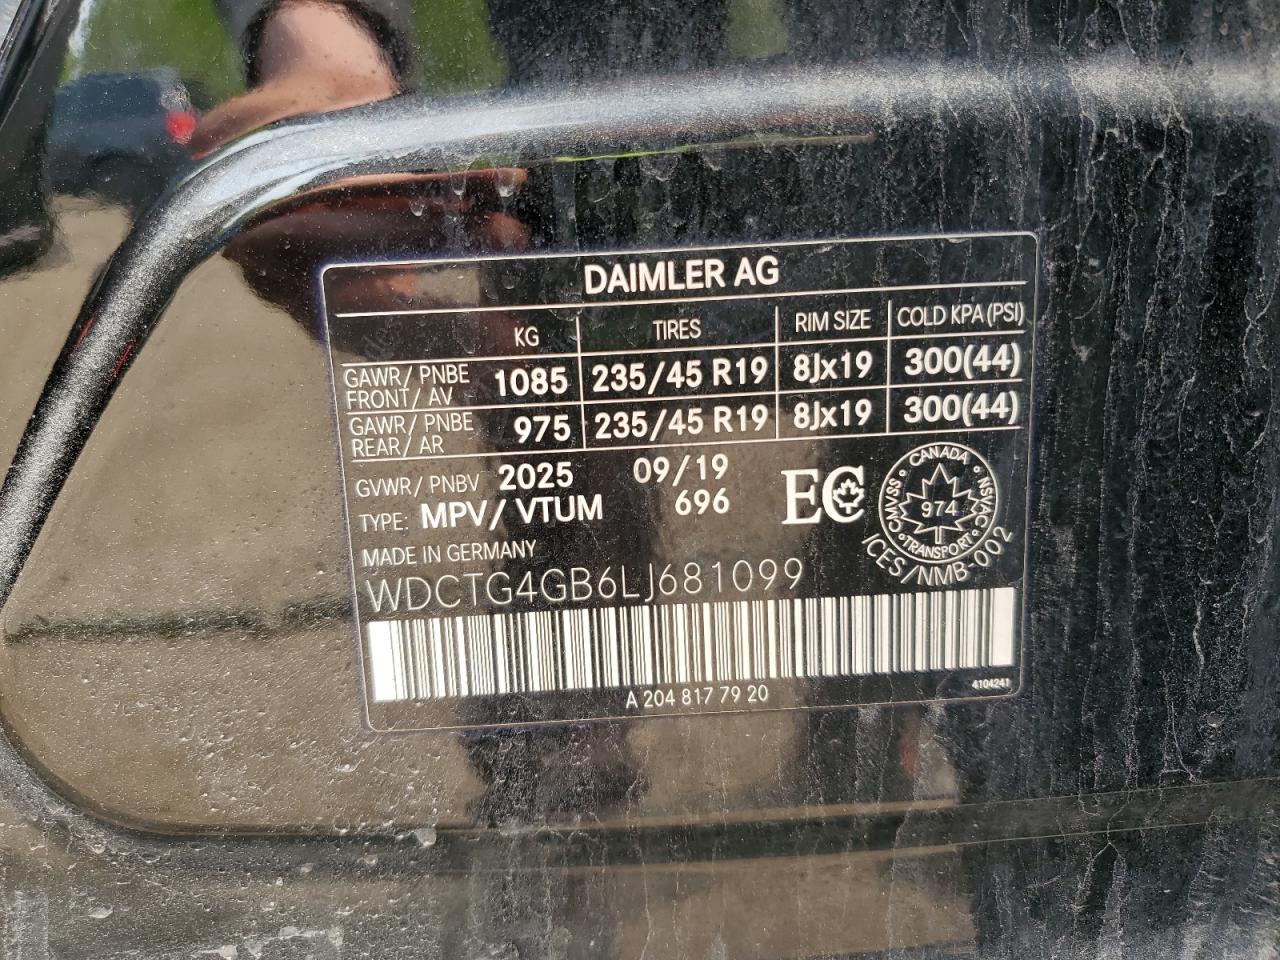 DAIMLER AG
KG TIRES RIM SIZE COLD KPA (PSI)
GAWR/ PNBE FRONT/ AV 1085 235/45 R19 8Jx19 300(44)
GAWR/ PNBE REAR/ AR 975 235/45 R19 8Jx19 300(44)
GVWR/ PNBV 2025 09/19
TYPE: MPV/ VTUM 696
EC
CANADA
CMVSS NSVAC
974
TRANSPORT
ICES/NMB-002
MADE IN GERMANY
WDCTG4GB6LJ681099
A 204 817 79 20
4104241